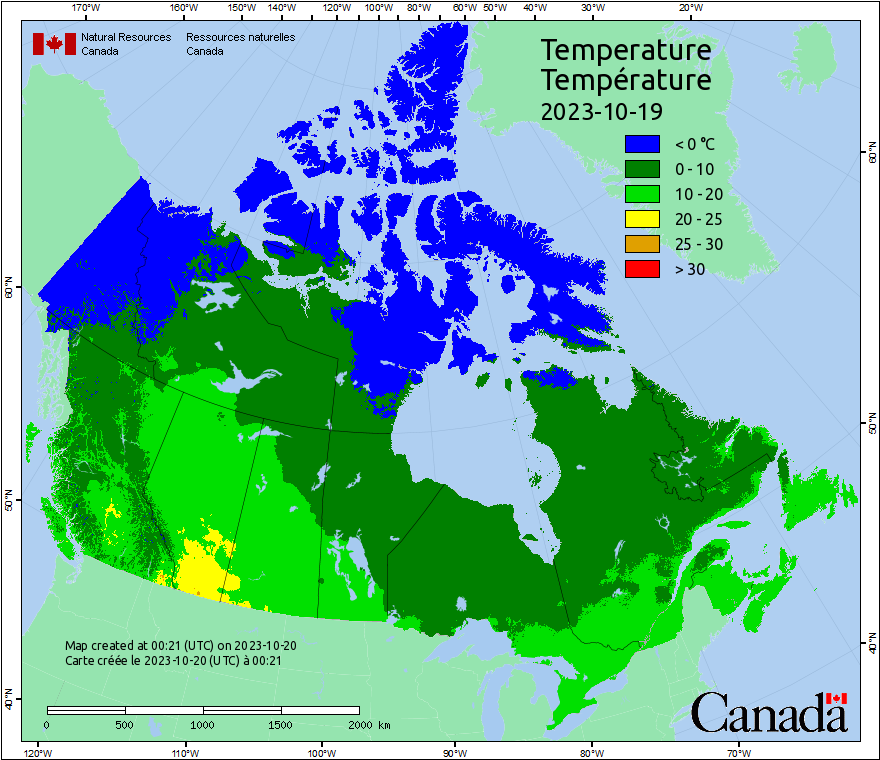 170°W 160°W 150°W 140°W 130°W 120°W 110°W 100°W 90°W 80°W 60°W 50°W 40°W 30°W 20°W
Natural Resources Ressources naturelles
Canada Canada
Temperature
Température
2023-10-19
< 0 °C
0 - 10
10 - 20
20 - 25
25 - 30
> 30
60°N
60°N
50°N
50°N
40°N
40°N
Map created at 00:21 (UTC) on 2023-10-20
Carte créée le 2023-10-20 (UTC) à 00:21
0 500 1000 1500 2000 km
Canada
120°W 110°W 100°W 90°W 80°W 70°W